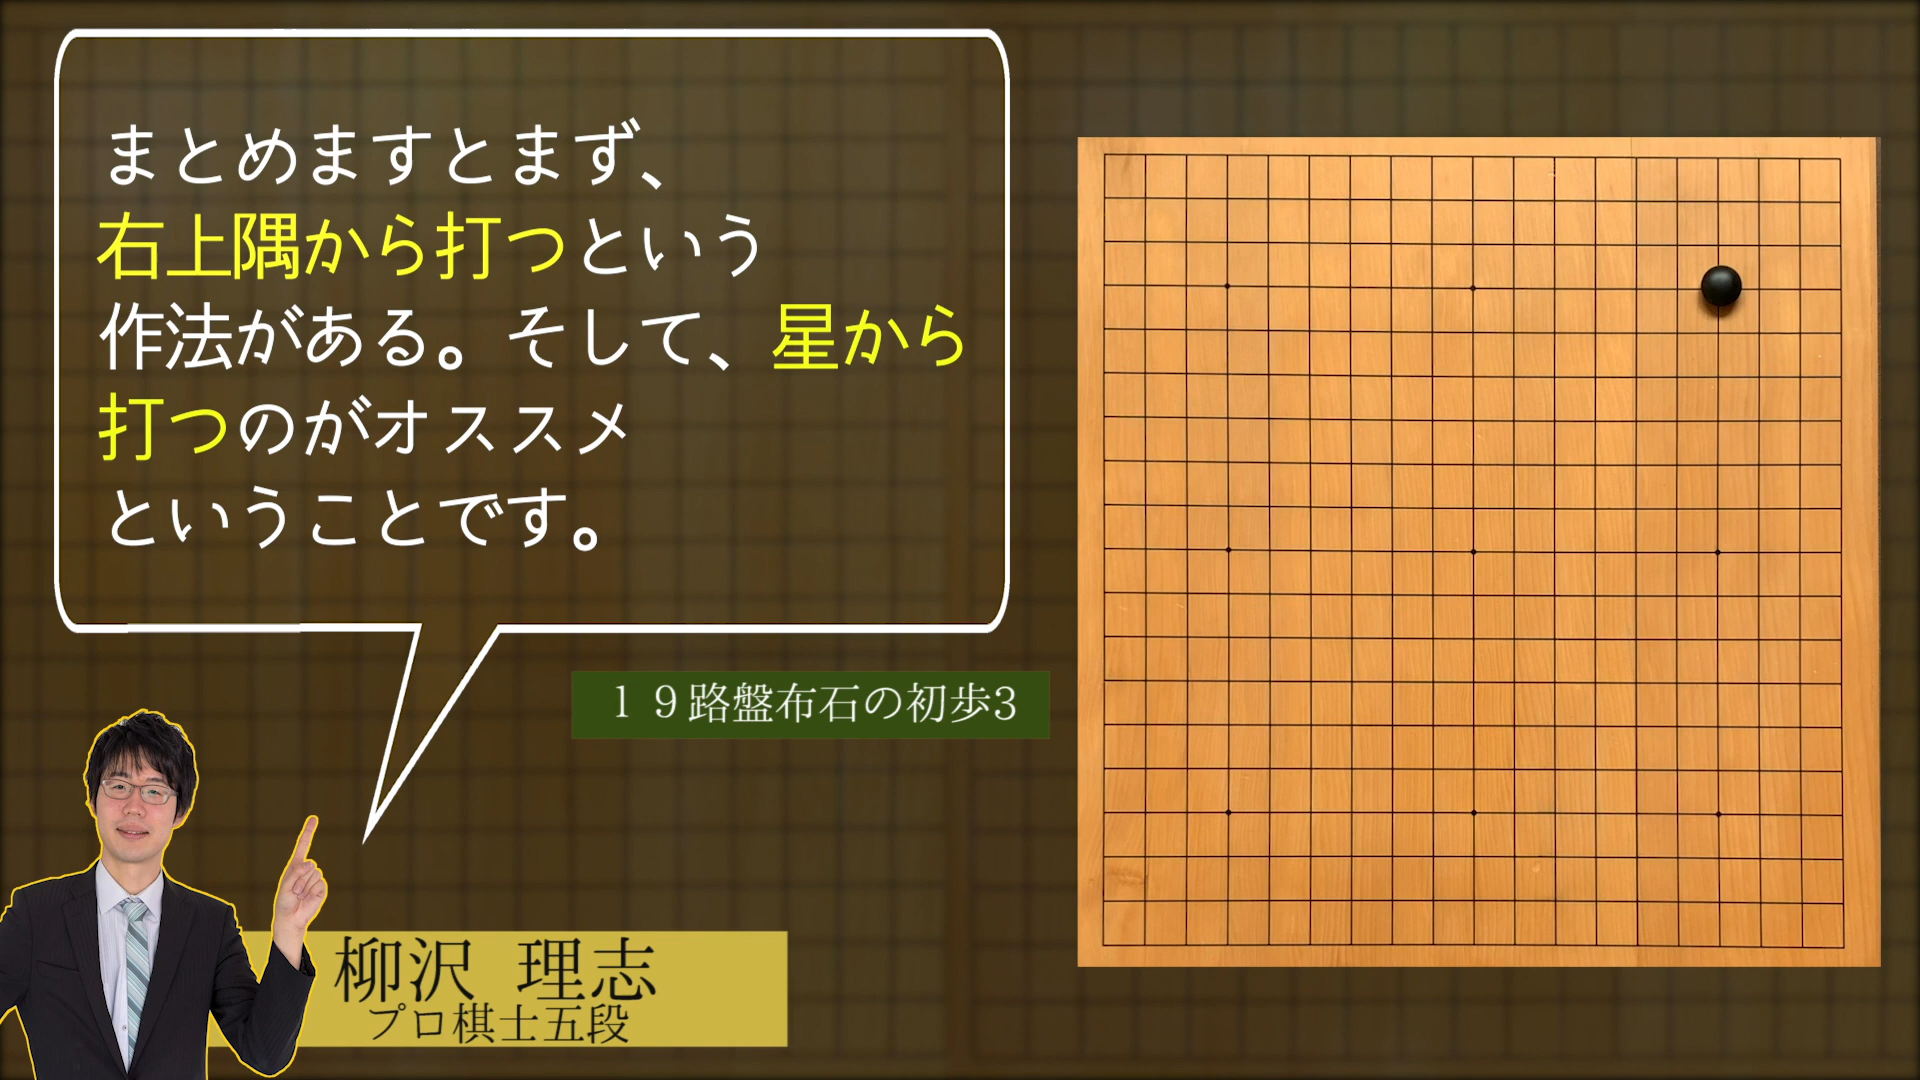 まとめますとまず、
右上隅から打つという
作法がある。そして、星から
打つのがオススメ
ということです。
１９路盤布石の初歩3
柳沢 理志
プロ棋士五段